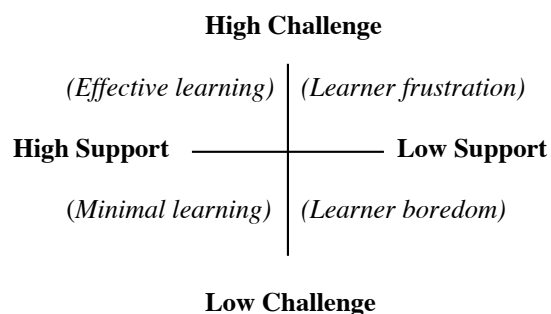 High Challenge
(Effective learning) (Learner frustration)
High Support Low Support
(Minimal learning) (Learner boredom)
Low Challenge